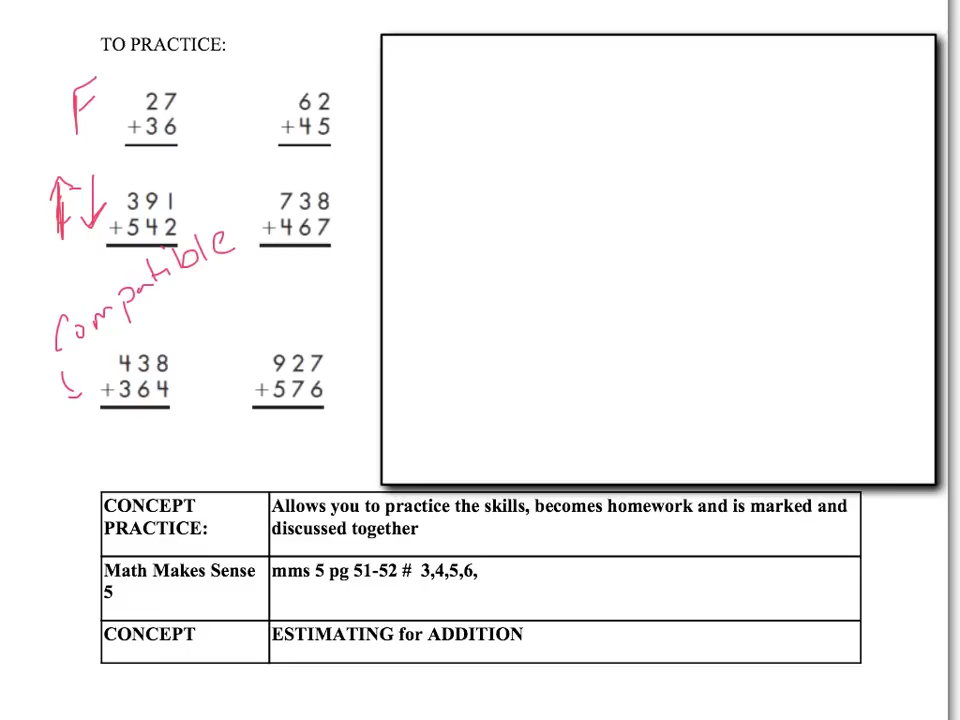 TO PRACTICE:
F
27
+36
62
+45
391
+542
738
+467
Compatible
438
+364
927
+576
CONCEPT PRACTICE:
Allows you to practice the skills, becomes homework and is marked and
discussed together
Math Makes Sense
5
mms 5 pg 51-52 # 3,4,5,6,
CONCEPT
ESTIMATING for ADDITION